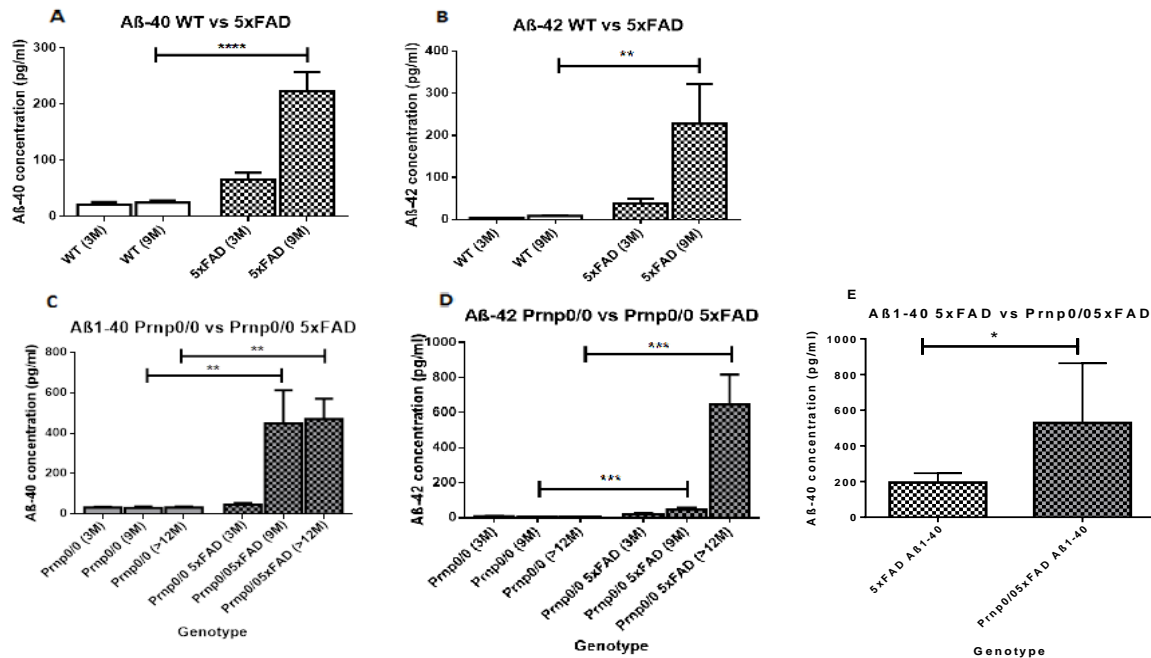 A
Aß-40 WT vs 5xFAD
Aß-40 concentration (pg/ml)
300
200
100
0
****
WT (3M)
WT (9M)
5xFAD (3M)
5xFAD (9M)
B
Aß-42 WT vs 5xFAD
Aß-42 concentration (pg/ml)
400
300
200
100
0
**
WT (3M)
WT (9M)
5xFAD (3M)
5xFAD (9M)
C
Aß1-40 Prnp0/0 vs Prnp0/0 5xFAD
Aß-40 concentration (pg/ml)
800
600
400
200
0
**
**
Prnp0/0 (3M)
Prnp0/0 (9M)
Prnp0/0 (>12M)
Prnp0/0 5xFAD (3M)
Prnp0/05xFAD (9M)
Prnp0/05xFAD (>12M)
Genotype
D
Aß-42 Prnp0/0 vs Prnp0/0 5xFAD
Aß-42 concentration (pg/ml)
1000
800
600
400
200
0
***
***
Prnp0/0 (3M)
Prnp0/0 (9M)
Prnp0/0 (>12M)
Prnp0/0 5xFAD (3M)
Prnp0/0 5xFAD (9M)
Prnp0/0 5xFAD (>12M)
Genotype
E
Aß1-40 5xFAD vs Prnp0/05xFAD
Aß-40 concentration (pg/ml)
1000
800
600
400
200
0
*
5xFAD Aß1-40
Prnp0/05xFAD Aß1-40
Genotype